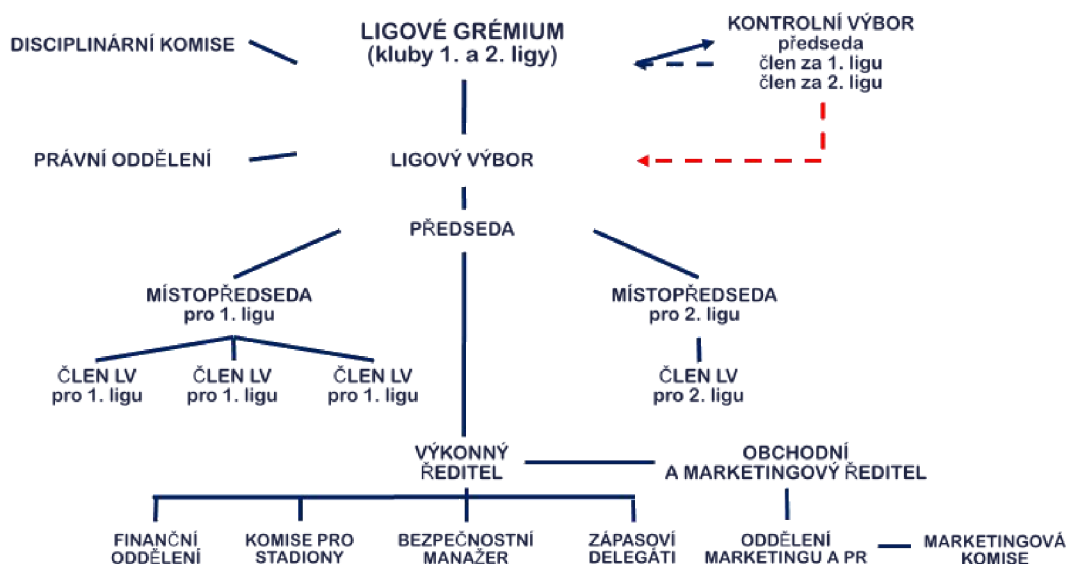 DISCIPLINÁRNÍ KOMISE
LIGOVÉ GRÉMIUM
(kluby 1. a 2. ligy)
KONTROLNÍ VÝBOR
předseda
člen za 1. ligu
člen za 2. ligu
PRÁVNÍ ODDĚLENÍ
LIGOVÝ VÝBOR
PŘEDSEDA
MÍSTOPŘEDSEDA
pro 1. ligu
MÍSTOPŘEDSEDA
pro 2. ligu
ČLEN LV
pro 1. ligu
ČLEN LV
pro 1. ligu
ČLEN LV
pro 1. ligu
ČLEN LV
pro 2. ligu
VÝKONNÝ
ŘEDITEL
OBCHODNÍ
A MARKETINGOVÝ ŘEDITEL
FINANČNÍ
ODDĚLENÍ
KOMISE PRO
STADIONY
BEZPEČNOSTNÍ
MANAŽER
ZÁPASOVÍ
DELEGÁTI
ODDĚLENÍ
MARKETINGU A PR
MARKETINGOVÁ
KOMISE